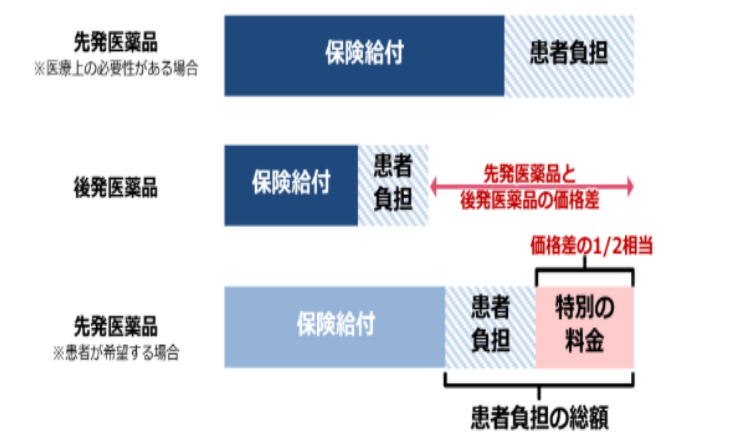 先発医薬品
※医療上の必要性がある場合
保険給付
患者負担
後発医薬品
保険給付
患者
負担
先発医薬品と
後発医薬品の価格差
価格差の1/2相当
先発医薬品
※患者が希望する場合
保険給付
患者
負担
特別の
料金
患者負担の総額